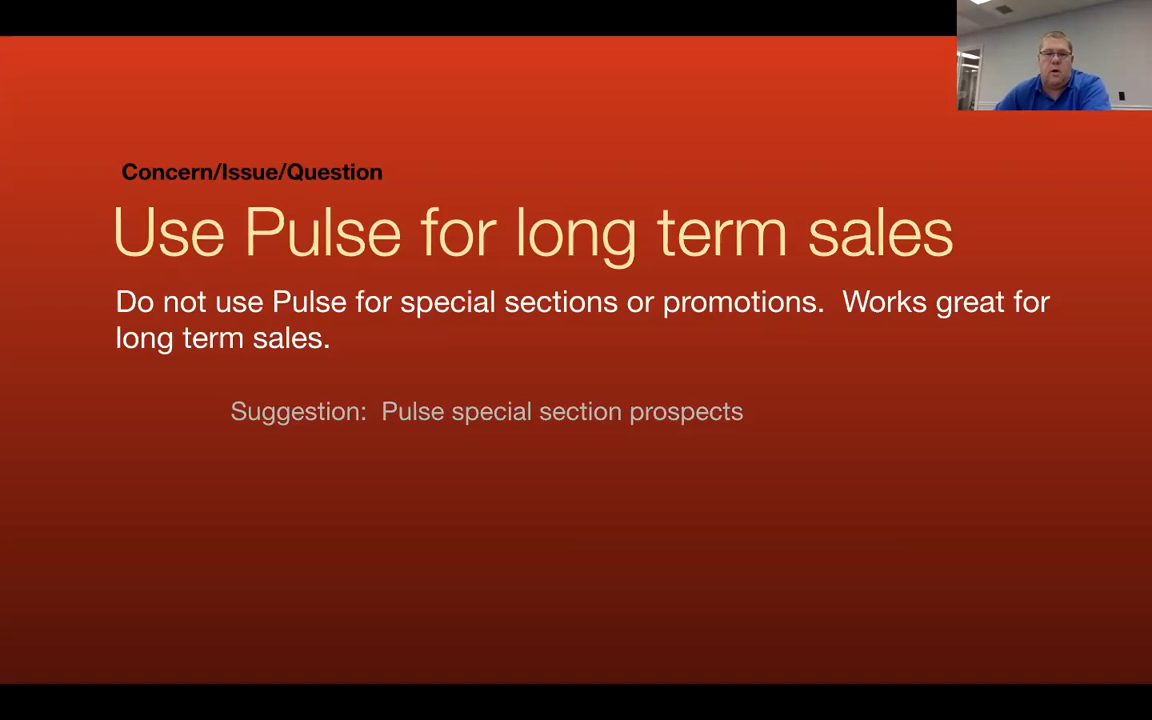 Concern/Issue/Question
Use Pulse for long term sales
Do not use Pulse for special sections or promotions.  Works great for
long term sales.
Suggestion:  Pulse special section prospects